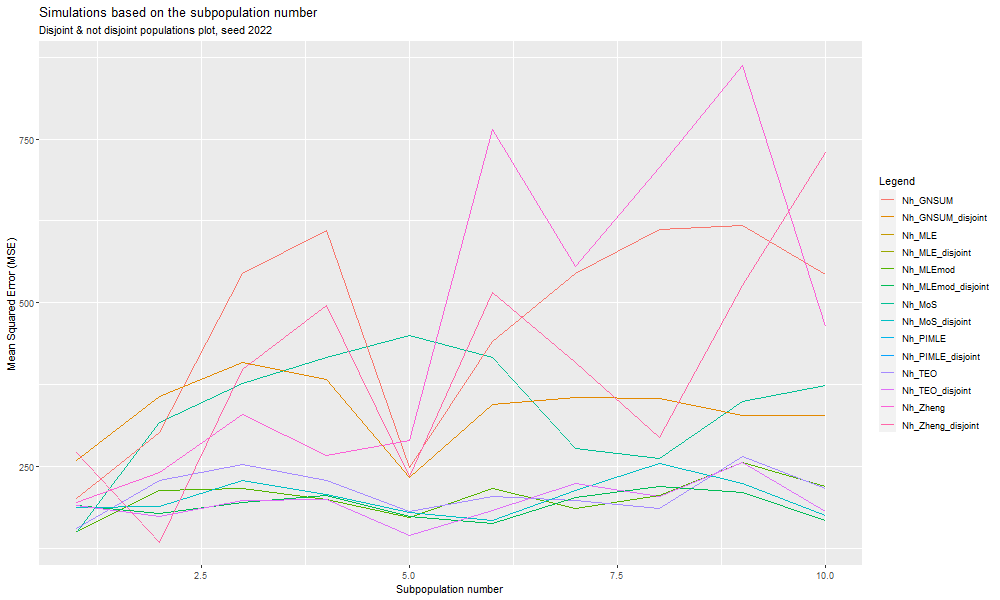 Simulations based on the subpopulation number
Disjoint & not disjoint populations plot, seed 2022
Mean Squared Error (MSE)
750
500
250
2.5
5.0
7.5
10.0
Subpopulation number
Legend
Nh_GNSUM
Nh_GNSUM_disjoint
Nh_MLE
Nh_MLE_disjoint
Nh_MLEmod
Nh_MLEmod_disjoint
Nh_MoS
Nh_MoS_disjoint
Nh_PIMLE
Nh_PIMLE_disjoint
Nh_TEO
Nh_TEO_disjoint
Nh_Zheng
Nh_Zheng_disjoint